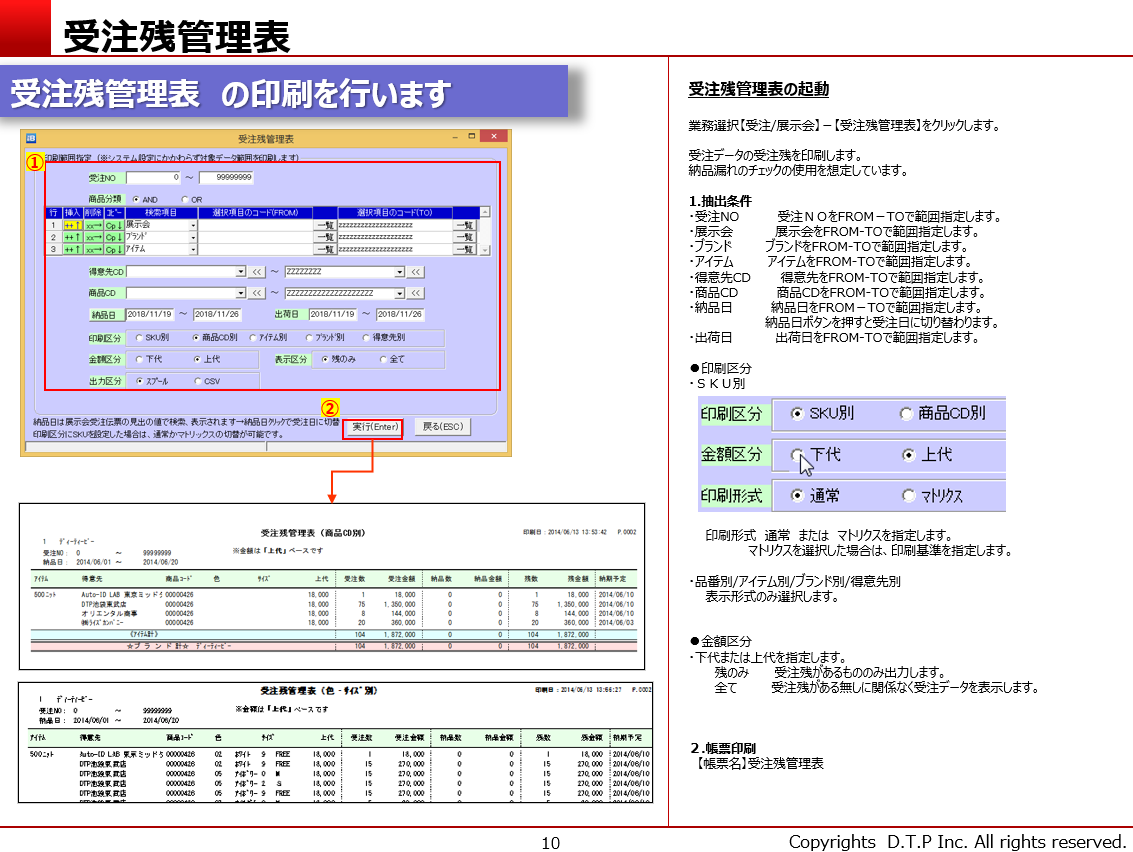 受注残管理表
受注残管理表　の印刷を行います
受注残管理表
①
印刷範囲指定　(※システム設定にかかわらず対象データ範囲を印刷します)
受注NO 0 ～ 99999999
商品分類 AND OR
行 挿入 削除 コピー 検索項目 選択項目のコード(FROM) 選択項目のコード(TO)
1 ++↑ xx→ Cp↓ 展示会 一覧 zzzzzzzzzzzzzzzzzzzz 一覧
2 ++↑ xx→ Cp↓ ﾌﾞﾗﾝﾄﾞ 一覧 zzzzzzzzzzzzzzzzzzzz 一覧
3 ++↑ xx→ Cp↓ ｱｲﾃﾑ 一覧 zzzzzzzzzzzzzzzzzzzz 一覧
得意先CD << ～ ZZZZZZZZ <<
商品CD << ～ ZZZZZZZZZZZZZZZZZZZZ <<
納品日 2018/11/19 ～ 2018/11/26 出荷日 2018/11/19 ～ 2018/11/26
印刷区分 SKU別 商品CD別 ｱｲﾃﾑ別 ﾌﾞﾗﾝﾄﾞ別 得意先別
金額区分 下代 上代 表示区分 残のみ 全て
出力区分 ｽﾌﾟｰﾙ CSV
②
納品日は展示会受注伝票の見出の値で検索、表示されます→納品日クリックで受注日に切替
印刷区分にSKUを設定した場合は、通常かマトリックスの切替が可能です。
実行(Enter) 戻る(ESC)
受注残管理表（商品CD別）
印刷日：2014/06/13 13:53:42 P.0002
1 ﾃﾞｨｰﾃｨｰﾋﾟｰ
受注NO： 0 ～ 99999999 ※金額は「上代」ベースです
納品日： 2014/06/01 ～ 2014/06/20
ｱｲﾃﾑ 得意先 商品ｺｰﾄﾞ 色 ｻｲｽﾞ 上代 受注数 受注金額 納品数 納品金額 残数 残金額 納期予定
500ﾆｯﾄ Auto-ID LAB 東京ミッドタ 00000426 18,000 1 18,000 0 0 1 18,000 2014/06/10
DTP池袋東武店 00000426 18,000 75 1,350,000 0 0 75 1,350,000 2014/06/10
オリエンタル商事 00000426 18,000 8 144,000 0 0 8 144,000 2014/06/10
㈱ﾗｲｽﾞｶﾝﾊﾟﾆｰ 00000426 18,000 20 360,000 0 0 20 360,000 2014/06/03
《ｱｲﾃﾑ計》 104 1,872,000 0 0 104 1,872,000
☆ブランド計☆ ﾃﾞｨｰﾃｨｰﾋﾟｰ 104 1,872,000 0 0 104 1,872,000
受注残管理表（色・ｻｲｽﾞ別）
印刷日：2014/06/13 13:56:27 P.0002
1 ﾃﾞｨｰﾃｨｰﾋﾟｰ
受注NO： 0 ～ 99999999 ※金額は「上代」ベースです
納品日： 2014/06/01 ～ 2014/06/20
ｱｲﾃﾑ 得意先 商品ｺｰﾄﾞ 色 ｻｲｽﾞ 上代 受注数 受注金額 納品数 納品金額 残数 残金額 納期予定
500ﾆｯﾄ Auto-ID LAB 東京ミッドタ 00000426 02 ﾎﾜｲﾄ 9 FREE 18,000 1 18,000 0 0 1 18,000 2014/06/10
DTP池袋東武店 00000426 02 ﾎﾜｲﾄ 9 FREE 18,000 15 270,000 0 0 15 270,000 2014/06/10
DTP池袋東武店 00000426 05 ｱｲﾎﾞﾘｰ 0 M 18,000 15 270,000 0 0 15 270,000 2014/06/10
DTP池袋東武店 00000426 05 ｱｲﾎﾞﾘｰ 2 S 18,000 15 270,000 0 0 15 270,000 2014/06/10
DTP池袋東武店 00000426 05 ｱｲﾎﾞﾘｰ 9 FREE 18,000 15 270,000 0 0 15 270,000 2014/06/10
受注残管理表の起動
業務選択【受注/展示会】－【受注残管理表】をクリックします。
受注データの受注残を印刷します。
納品漏れのチェックの使用を想定しています。
1.抽出条件
・受注NO 受注ＮＯをFROM－TOで範囲指定します。
・展示会 展示会をFROM-TOで範囲指定します。
・ブランド ブランドをFROM-TOで範囲指定します。
・アイテム アイテムをFROM-TOで範囲指定します。
・得意先CD 得意先をFROM-TOで範囲指定します。
・商品CD 商品CDをFROM-TOで範囲指定します。
・納品日 納品日をFROM－TOで範囲指定します。
納品日ボタンを押すと受注日に切り替わります。
・出荷日 出荷日をFROM-TOで範囲指定します。
●印刷区分
・ＳＫＵ別
印刷区分 SKU別 商品CD別
金額区分 下代 上代
印刷形式 通常 ﾏﾄﾘｸｽ
印刷形式　通常　または　マトリクスを指定します。
マトリクスを選択した場合は、印刷基準を指定します。
・品番別/アイテム別/ブランド別/得意先別
表示形式のみ選択します。
●金額区分
・下代または上代を指定します。
残のみ 受注残があるもののみ出力します。
全て 受注残がある無しに関係なく受注データを表示します。
２.帳票印刷
【帳票名】受注残管理表
10
Copyrights D.T.P Inc. All rights reserved.